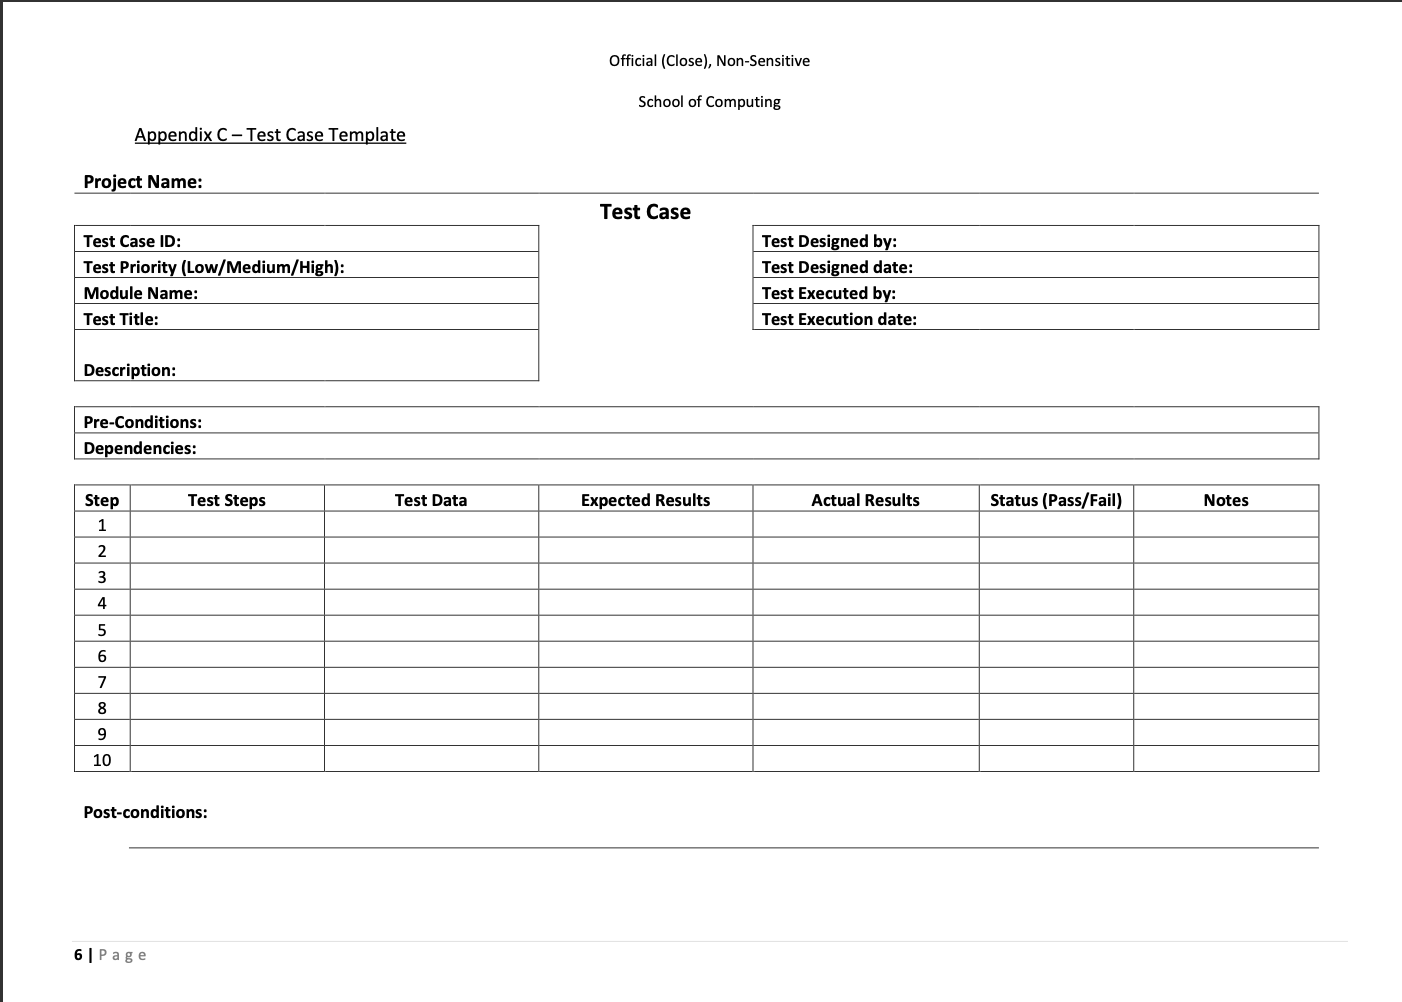 Official (Close), Non-Sensitive
School of Computing
Appendix C – Test Case Template
Project Name:
Test Case
Test Case ID:
Test Priority (Low/Medium/High):
Module Name:
Test Title:
Description:
Test Designed by:
Test Designed date:
Test Executed by:
Test Execution date:
Pre-Conditions:
Dependencies:
Step Test Steps Test Data Expected Results Actual Results Status (Pass/Fail) Notes
1
2
3
4
5
6
7
8
9
10
Post-conditions:
6 | Page